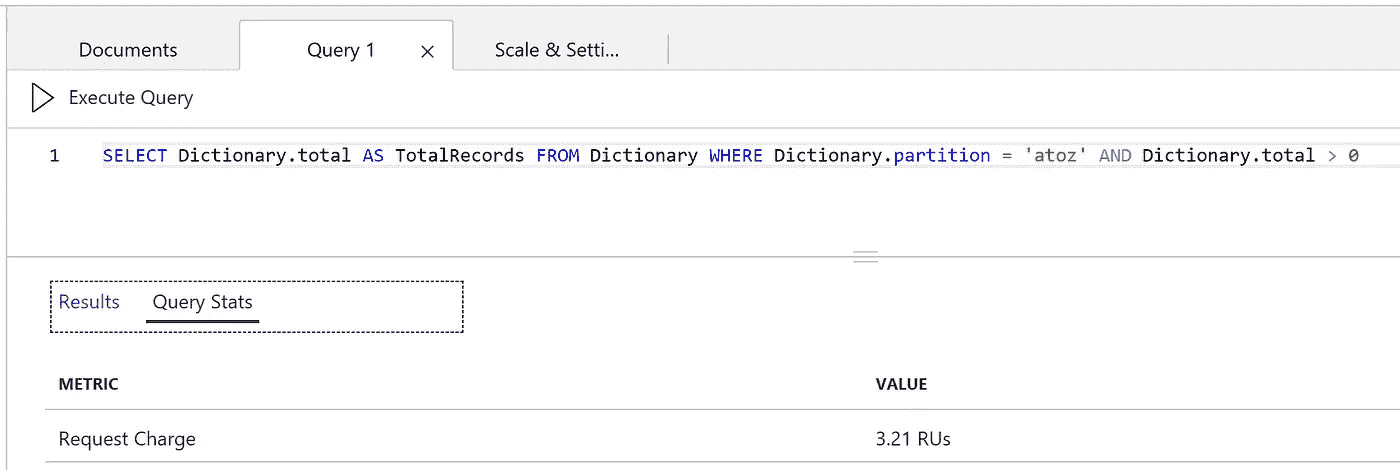 Documents Query 1 × Scale & Setti...
Execute Query
1 SELECT Dictionary.total AS TotalRecords FROM Dictionary WHERE Dictionary.partition = 'atoz' AND Dictionary.total > 0
Results Query Stats
METRIC VALUE
Request Charge 3.21 RUs